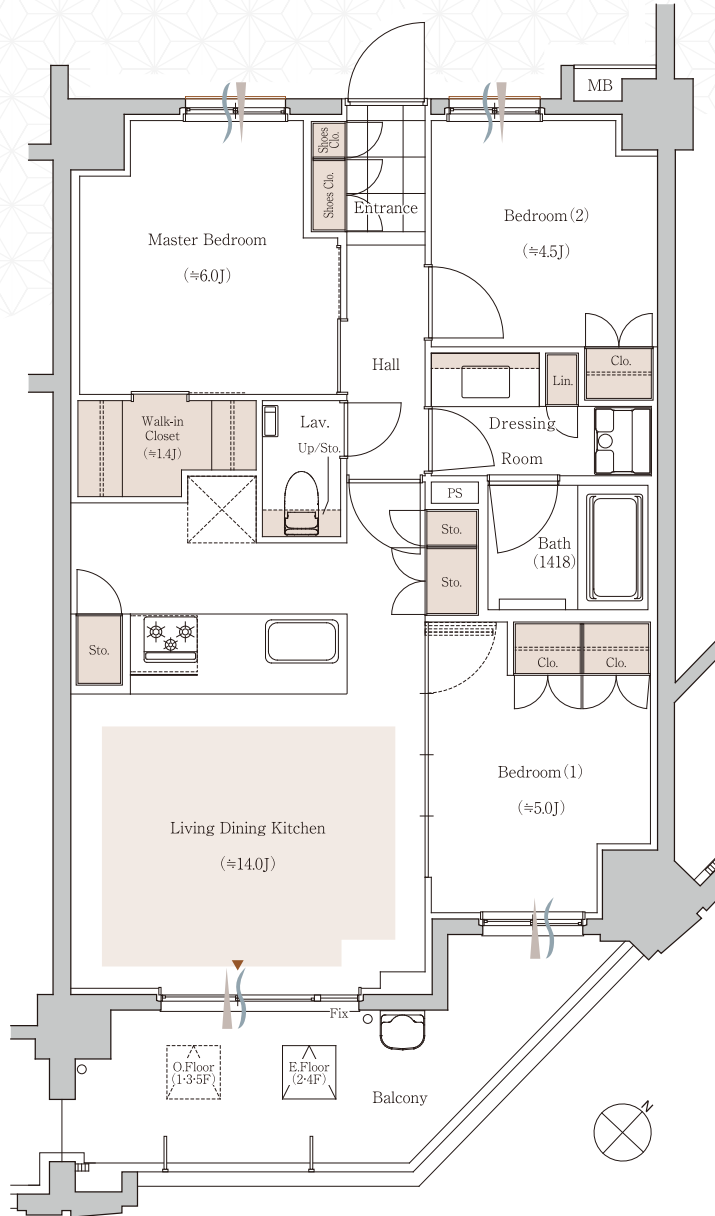 MB
Shoes Clo.
Shoes Clo.
Entrance
Master Bedroom
(≒6.0J)
Bedroom(2)
(≒4.5J)
Hall
Clo.
Lin.
Walk-in
Closet
(≒1.4J)
Lav.
Up/Sto.
Dressing
Room
PS
Sto.
Sto.
Bath
(1418)
Sto.
Clo.
Clo.
Bedroom(1)
(≒5.0J)
Living Dining Kitchen
(≒14.0J)
Fix
O.Floor
(1·3·5F)
E.Floor
(2·4F)
Balcony
N